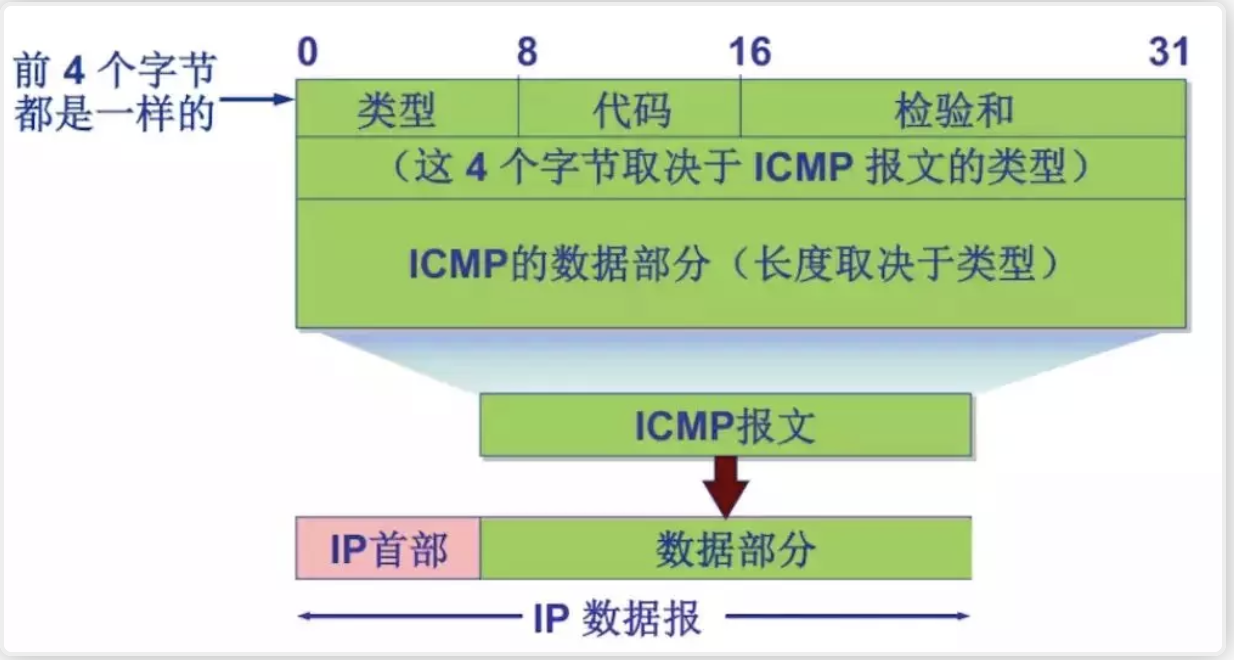 0 8 16 31
前 4 个字节
都是一样的
类型 代码 检验和
（这 4 个字节取决于 ICMP 报文的类型）
ICMP的数据部分（长度取决于类型）
ICMP报文
IP首部 数据部分
IP 数据报